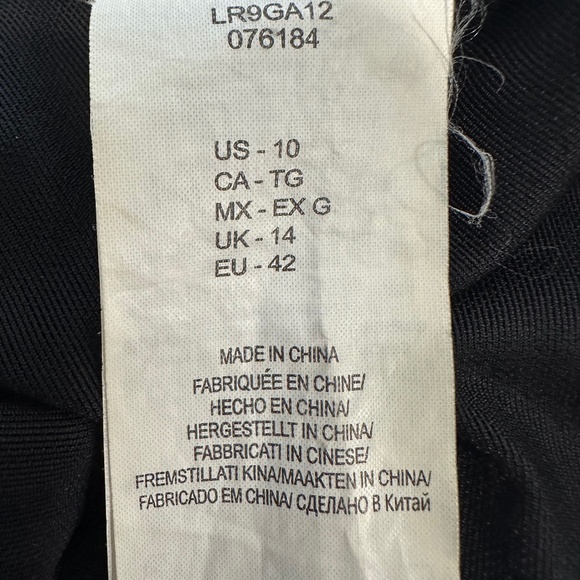 LR9GA12
076184
US - 10
CA - TG
MX - EX G
UK - 14
EU - 42
MADE IN CHINA
FABRIQUÉE EN CHINE/
HECHO EN CHINA/
HERGESTELLT IN CHINA/
FABBRICATI IN CINESE/
FREMSTILLATI KINA/MAAKTEN IN CHINA/
FABRICADO EM CHINA/ СДЕЛАНО В Китай